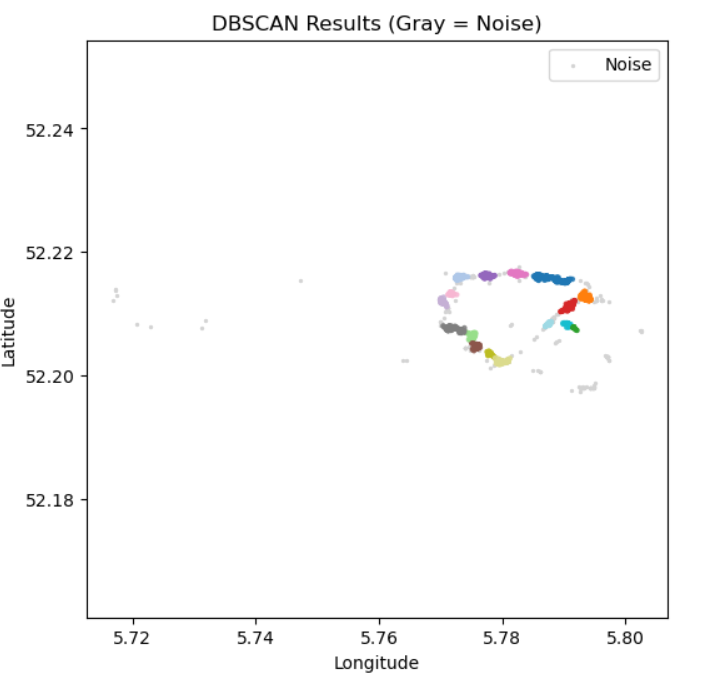 DBSCAN Results (Gray = Noise)
Noise
52.24
52.22
52.20
52.18
Latitude
5.72 5.74 5.76 5.78 5.80
Longitude